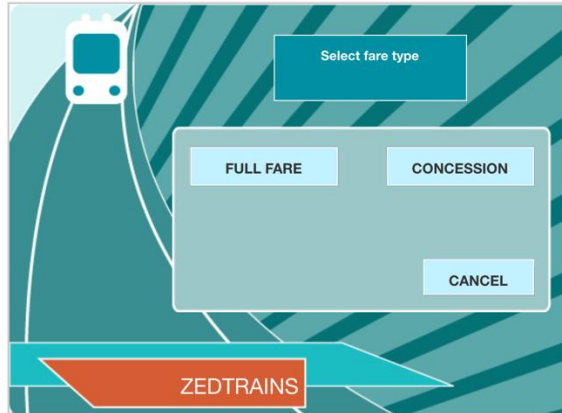 Select fare type
FULL FARE
CONCESSION
CANCEL
ZEDTRAINS